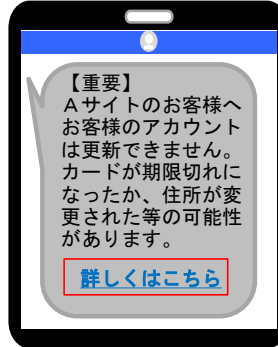 【重要】
Ａサイトのお客様へ
お客様のアカウント
は更新できません。
カードが期限切れに
なったか、住所が変
更された等の可能性
があります。
詳しくはこちら